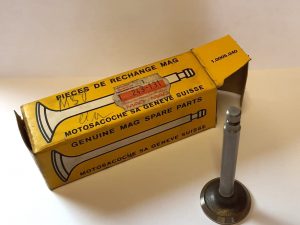 PIECES DE RECHANGE MAG
MOTOSACOCHE SA GENEVE SUISSE
GENUINE MAG SPARE PARTS
MOTOSACOCHE SA GENEVE SUISSE